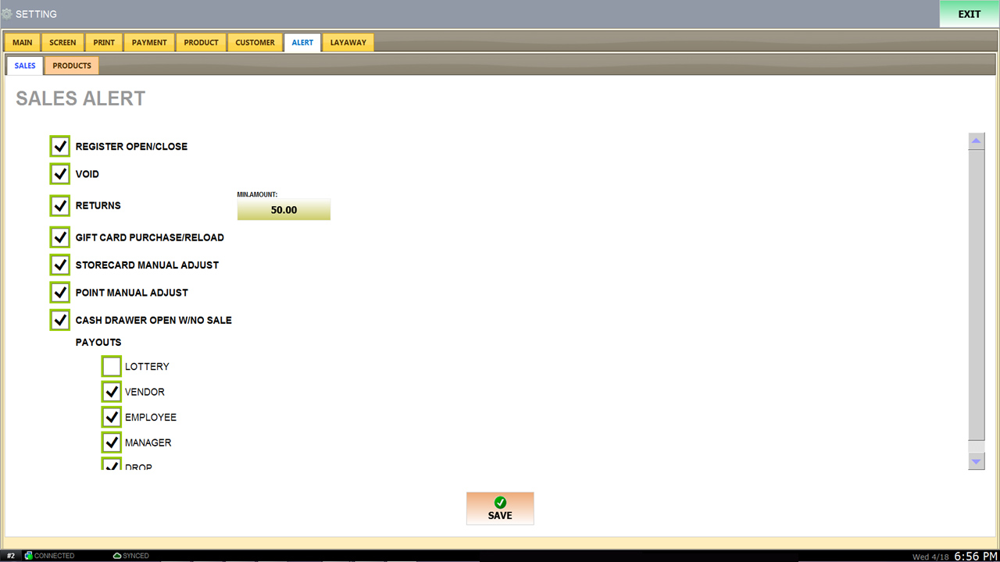 SETTING
EXIT
MAIN SCREEN PRINT PAYMENT PRODUCT CUSTOMER ALERT LAYAWAY
SALES PRODUCTS
SALES ALERT
REGISTER OPEN/CLOSE
VOID
MIN.AMOUNT:
RETURNS 50.00
GIFT CARD PURCHASE/RELOAD
STORECARD MANUAL ADJUST
POINT MANUAL ADJUST
CASH DRAWER OPEN W/NO SALE
PAYOUTS
LOTTERY
VENDOR
EMPLOYEE
MANAGER
DROP
SAVE
#2 CONNECTED SYNCED Wed 4/18 6:56 PM